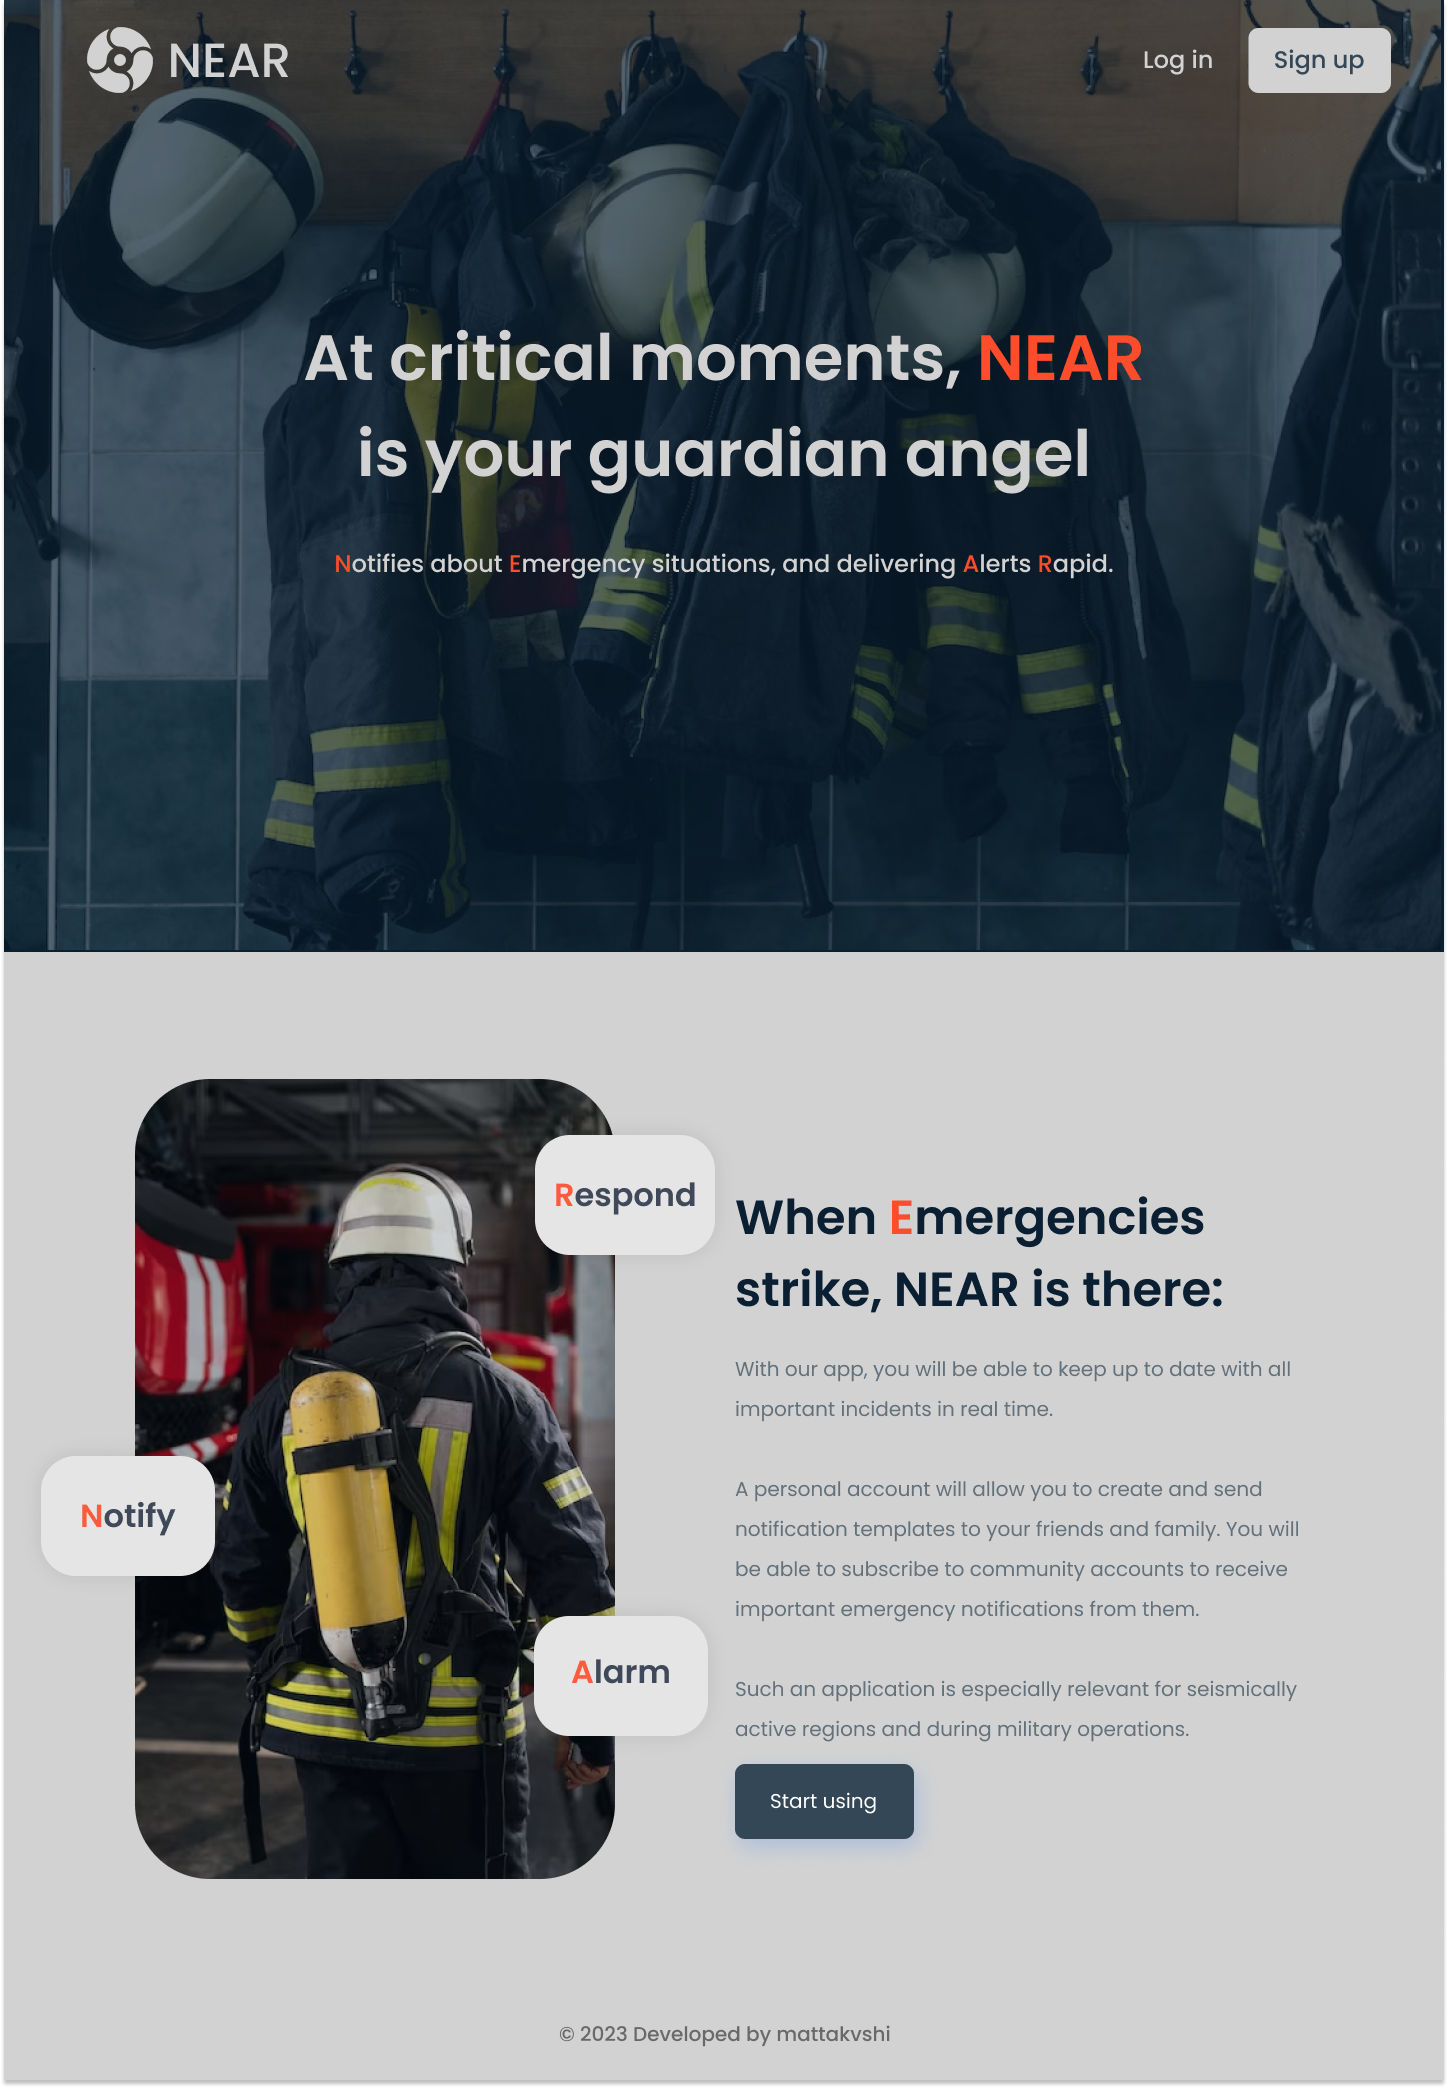 NEAR
Log in
Sign up
At critical moments, NEAR
is your guardian angel
Notifies about Emergency situations, and delivering Alerts Rapid.
Respond
Notify
Alarm
When Emergencies
strike, NEAR is there:
With our app, you will be able to keep up to date with all
important incidents in real time.
A personal account will allow you to create and send
notification templates to your friends and family. You will
be able to subscribe to community accounts to receive
important emergency notifications from them.
Such an application is especially relevant for seismically
active regions and during military operations.
Start using
© 2023 Developed by mattakvshi